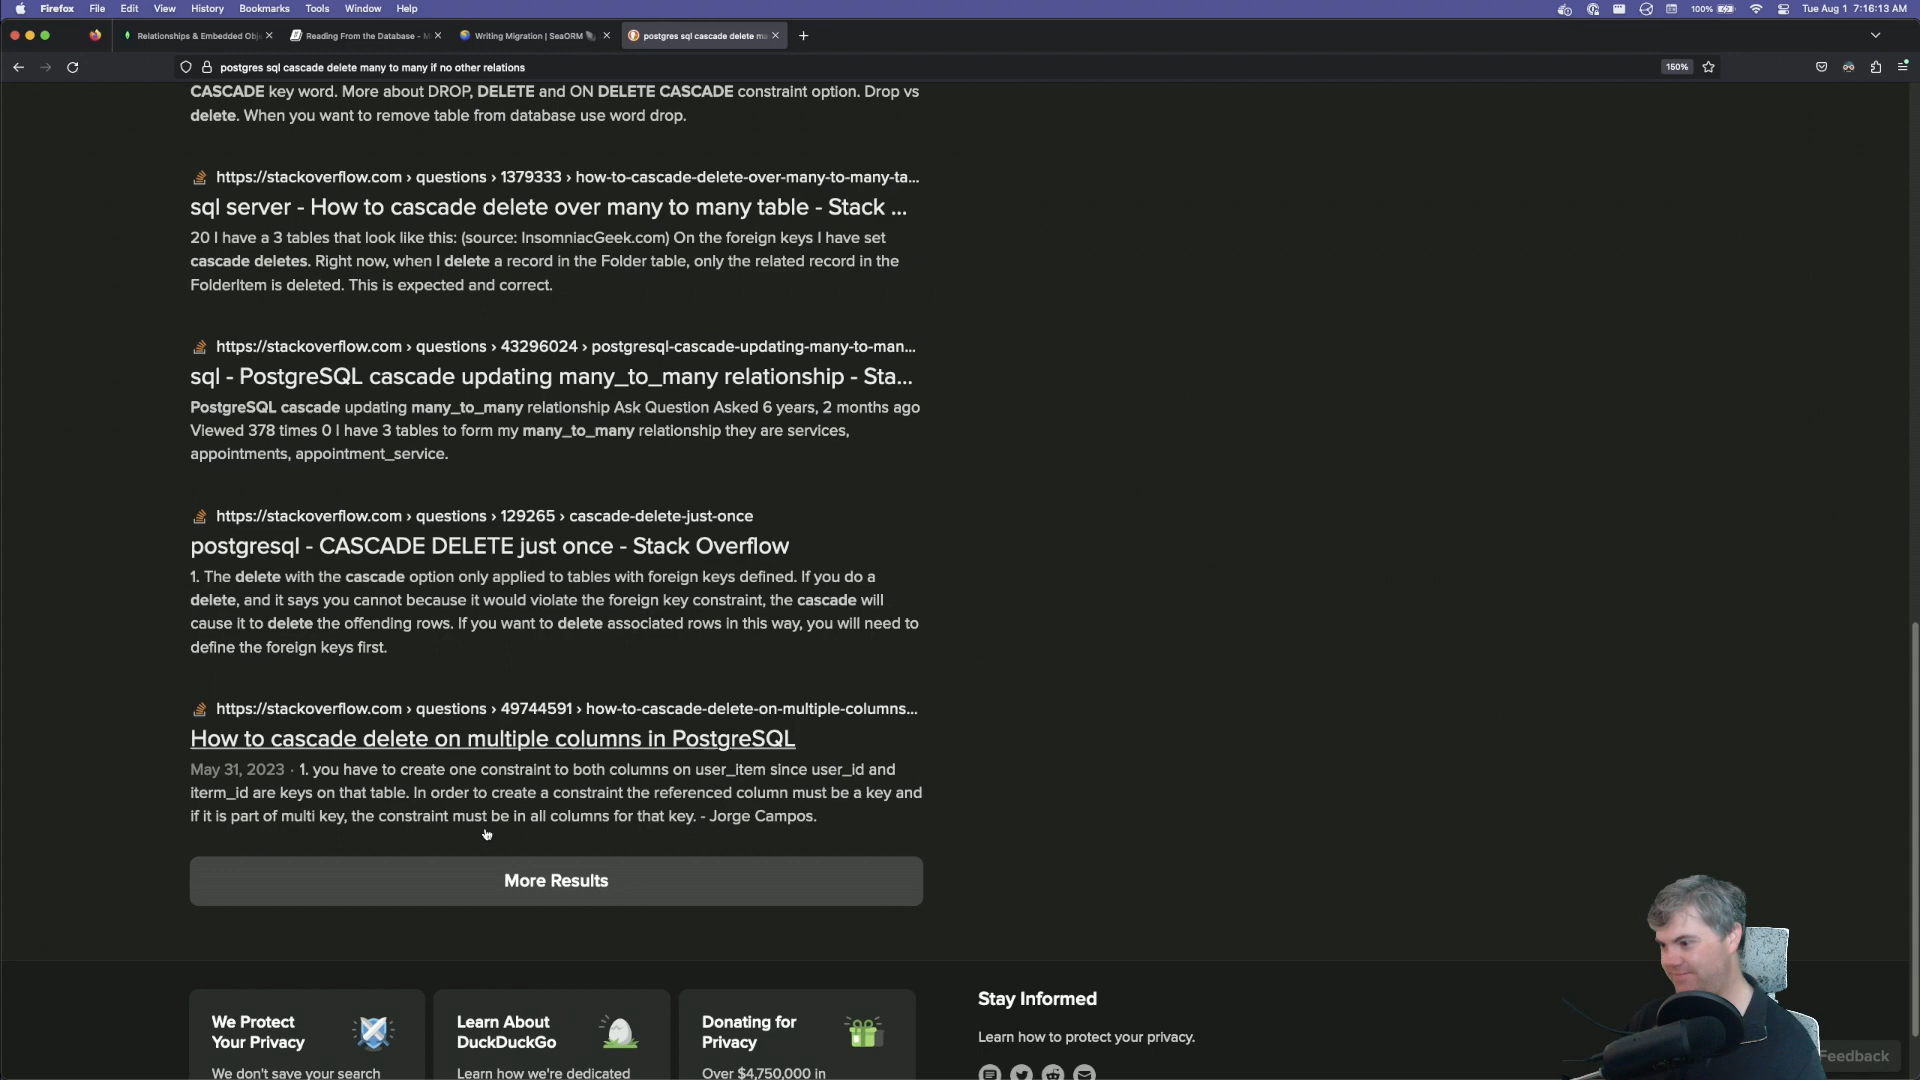 Firefox File Edit View History Bookmarks Tools Window Help 100% Tue Aug 1 7:16:13 AM
Relationships & Embedded Obj Reading From the Database - M Writing Migration | SeaORM postgres sql cascade delete ma
postgres sql cascade delete many to many if no other relations 150%
CASCADE key word. More about DROP, DELETE and ON DELETE CASCADE constraint option. Drop vs
delete. When you want to remove table from database use word drop.
https://stackoverflow.com › questions › 1379333 › how-to-cascade-delete-over-many-to-many-ta...
sql server - How to cascade delete over many to many table - Stack ...
20 I have a 3 tables that look like this: (source: InsomniacGeek.com) On the foreign keys I have set
cascade deletes. Right now, when I delete a record in the Folder table, only the related record in the
FolderItem is deleted. This is expected and correct.
https://stackoverflow.com › questions › 43296024 › postgresql-cascade-updating-many-to-man...
sql - PostgreSQL cascade updating many_to_many relationship - Sta...
PostgreSQL cascade updating many_to_many relationship Ask Question Asked 6 years, 2 months ago
Viewed 378 times 0 I have 3 tables to form my many_to_many relationship they are services,
appointments, appointment_service.
https://stackoverflow.com › questions › 129265 › cascade-delete-just-once
postgresql - CASCADE DELETE just once - Stack Overflow
1. The delete with the cascade option only applied to tables with foreign keys defined. If you do a
delete, and it says you cannot because it would violate the foreign key constraint, the cascade will
cause it to delete the offending rows. If you want to delete associated rows in this way, you will need to
define the foreign keys first.
https://stackoverflow.com › questions › 49744591 › how-to-cascade-delete-on-multiple-columns...
How to cascade delete on multiple columns in PostgreSQL
May 31, 2023 · 1. you have to create one constraint to both columns on user_item since user_id and
iterm_id are keys on that table. In order to create a constraint the referenced column must be a key and
if it is part of multi key, the constraint must be in all columns for that key. - Jorge Campos.
More Results
We Protect
Your Privacy
We don't save your search
Learn About
DuckDuckGo
Learn how we're dedicated
Donating for
Privacy
Over $4,750,000 in
Stay Informed
Learn how to protect your privacy.
Feedback